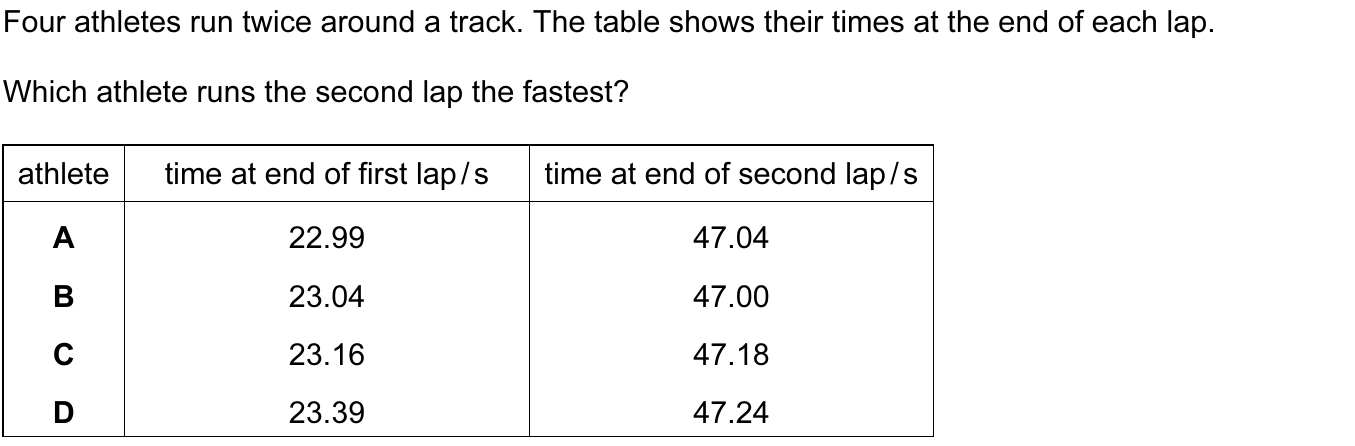 Four athletes run twice around a track. The table shows their times at the end of each lap.
Which athlete runs the second lap the fastest?
athlete time at end of first lap / s time at end of second lap / s
A 22.99 47.04
B 23.04 47.00
C 23.16 47.18
D 23.39 47.24